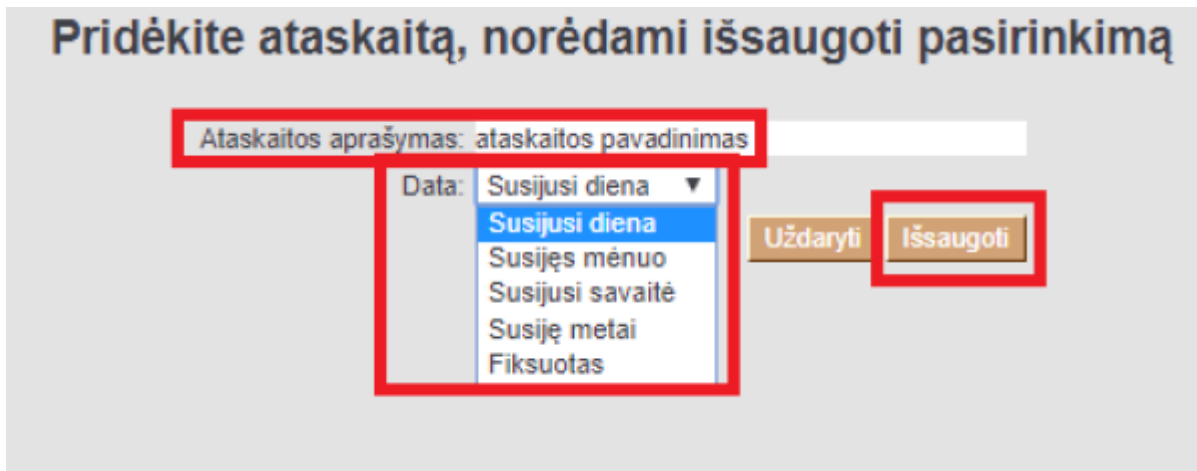 Pridėkite ataskaitą, norėdami išsaugoti pasirinkimą
Ataskaitos aprašymas: ataskaitos pavadinimas
Data: Susijusi diena ▼
Susijusi diena
Susijęs mėnuo
Susijusi savaitė
Susiję metai
Fiksuotas
Uždaryti Išsaugoti